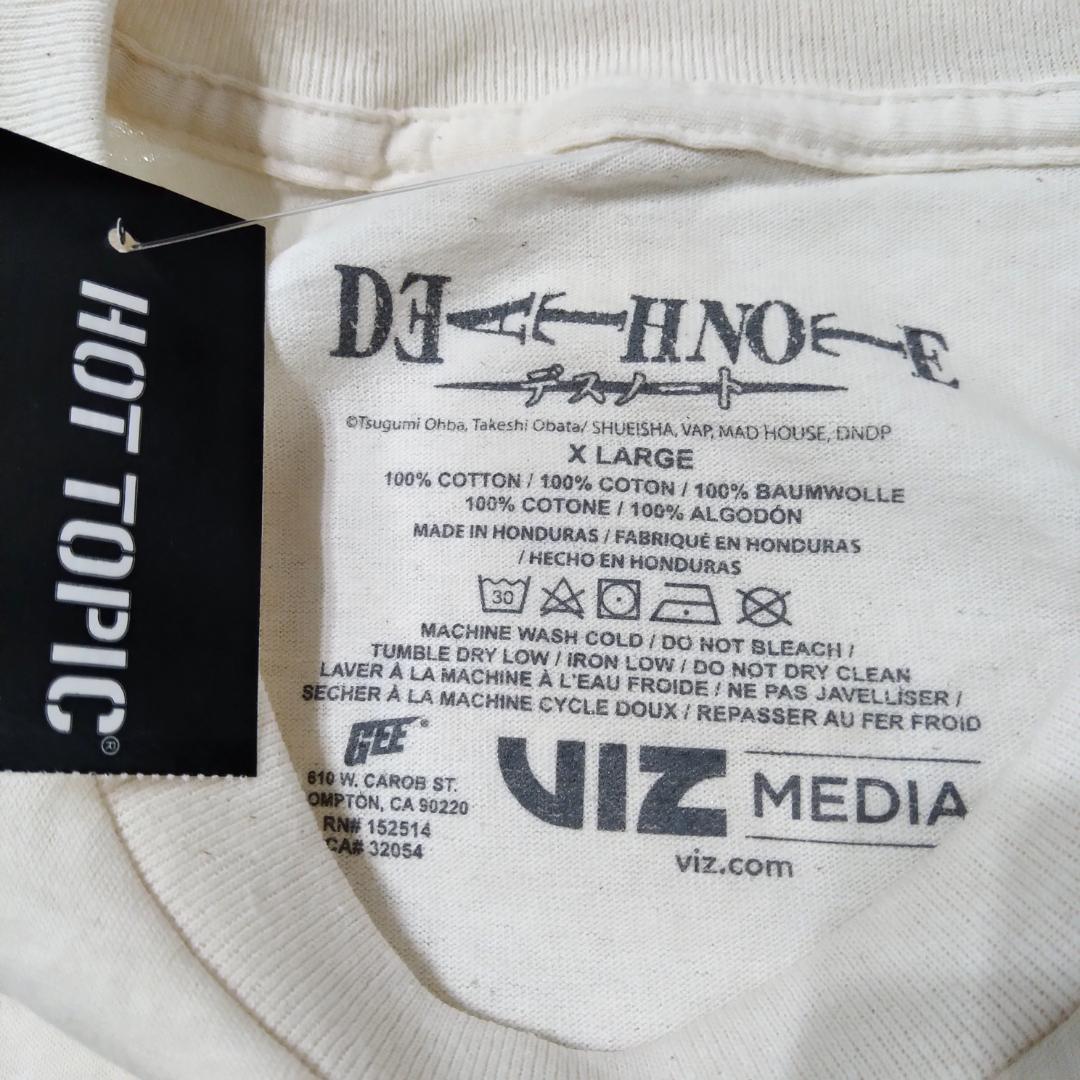 HOT TOPIC®
DEATHNOTE
デスノート
©Tsugumi Ohba, Takeshi Obata/ SHUEISHA, VAP, MAD HOUSE, DNDP
X LARGE
100% COTTON / 100% COTON / 100% BAUMWOLLE
100% COTONE / 100% ALGODÓN
MADE IN HONDURAS / FABRIQUÉ EN HONDURAS
/ HECHO EN HONDURAS
30
MACHINE WASH COLD / DO NOT BLEACH /
TUMBLE DRY LOW / IRON LOW / DO NOT DRY CLEAN
LAVER À LA MACHINE À L'EAU FROIDE / NE PAS JAVELLISER /
SECHER À LA MACHINE CYCLE DOUX / REPASSER AU FER FROID
GEE®
610 W. CAROB ST.
OMPTON, CA 90220
RN# 152514
CA# 32054
VIZ MEDIA
viz.com